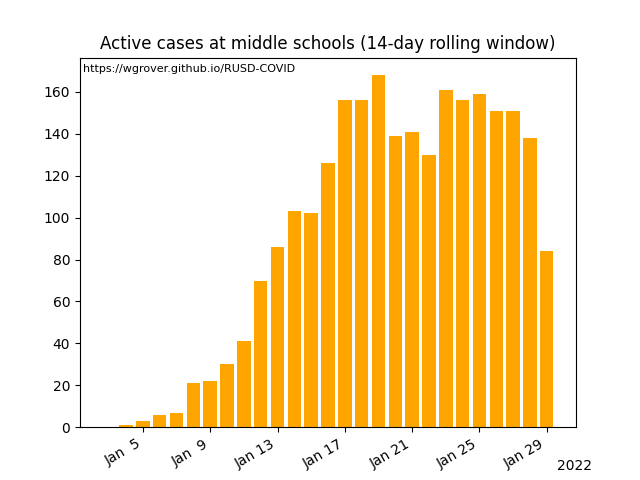 Active cases at middle schools (14-day rolling window)
https://wgrover.github.io/RUSD-COVID
160
140
120
100
80
60
40
20
0
Jan 5
Jan 9
Jan 13
Jan 17
Jan 21
Jan 25
Jan 29
2022